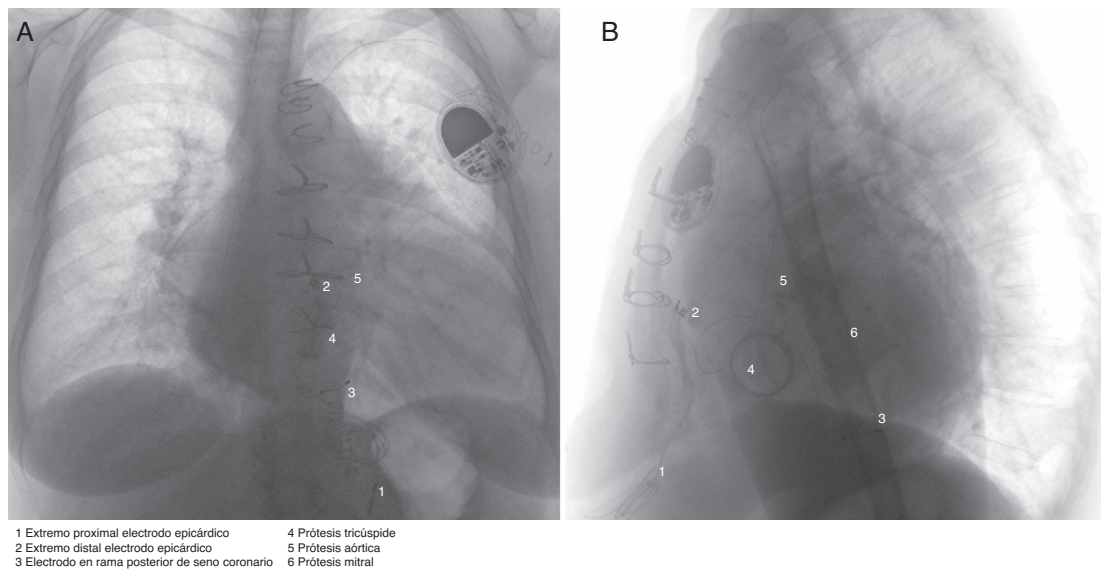 A
B
2
5
4
3
1
2
5
6
4
3
1
1 Extremo proximal electrodo epicárdico
2 Extremo distal electrodo epicárdico
3 Electrodo en rama posterior de seno coronario
4 Prótesis tricúspide
5 Prótesis aórtica
6 Prótesis mitral